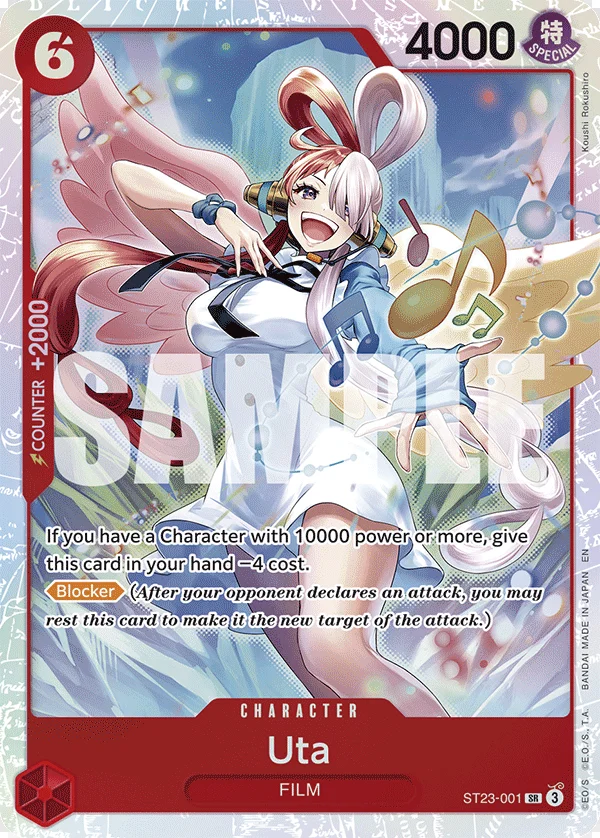 6
4000
特
SPECIAL
Koushi Rokushiro
COUNTER +2000
SAMPLE
If you have a Character with 10000 power or more, give
this card in your hand −4 cost.
Blocker (After your opponent declares an attack, you may
rest this card to make it the new target of the attack.)
CHARACTER
Uta
FILM
ST23-001 SR 3
©E.O./S ©E.O./S., T.A. BANDAI MADE IN JAPAN EN